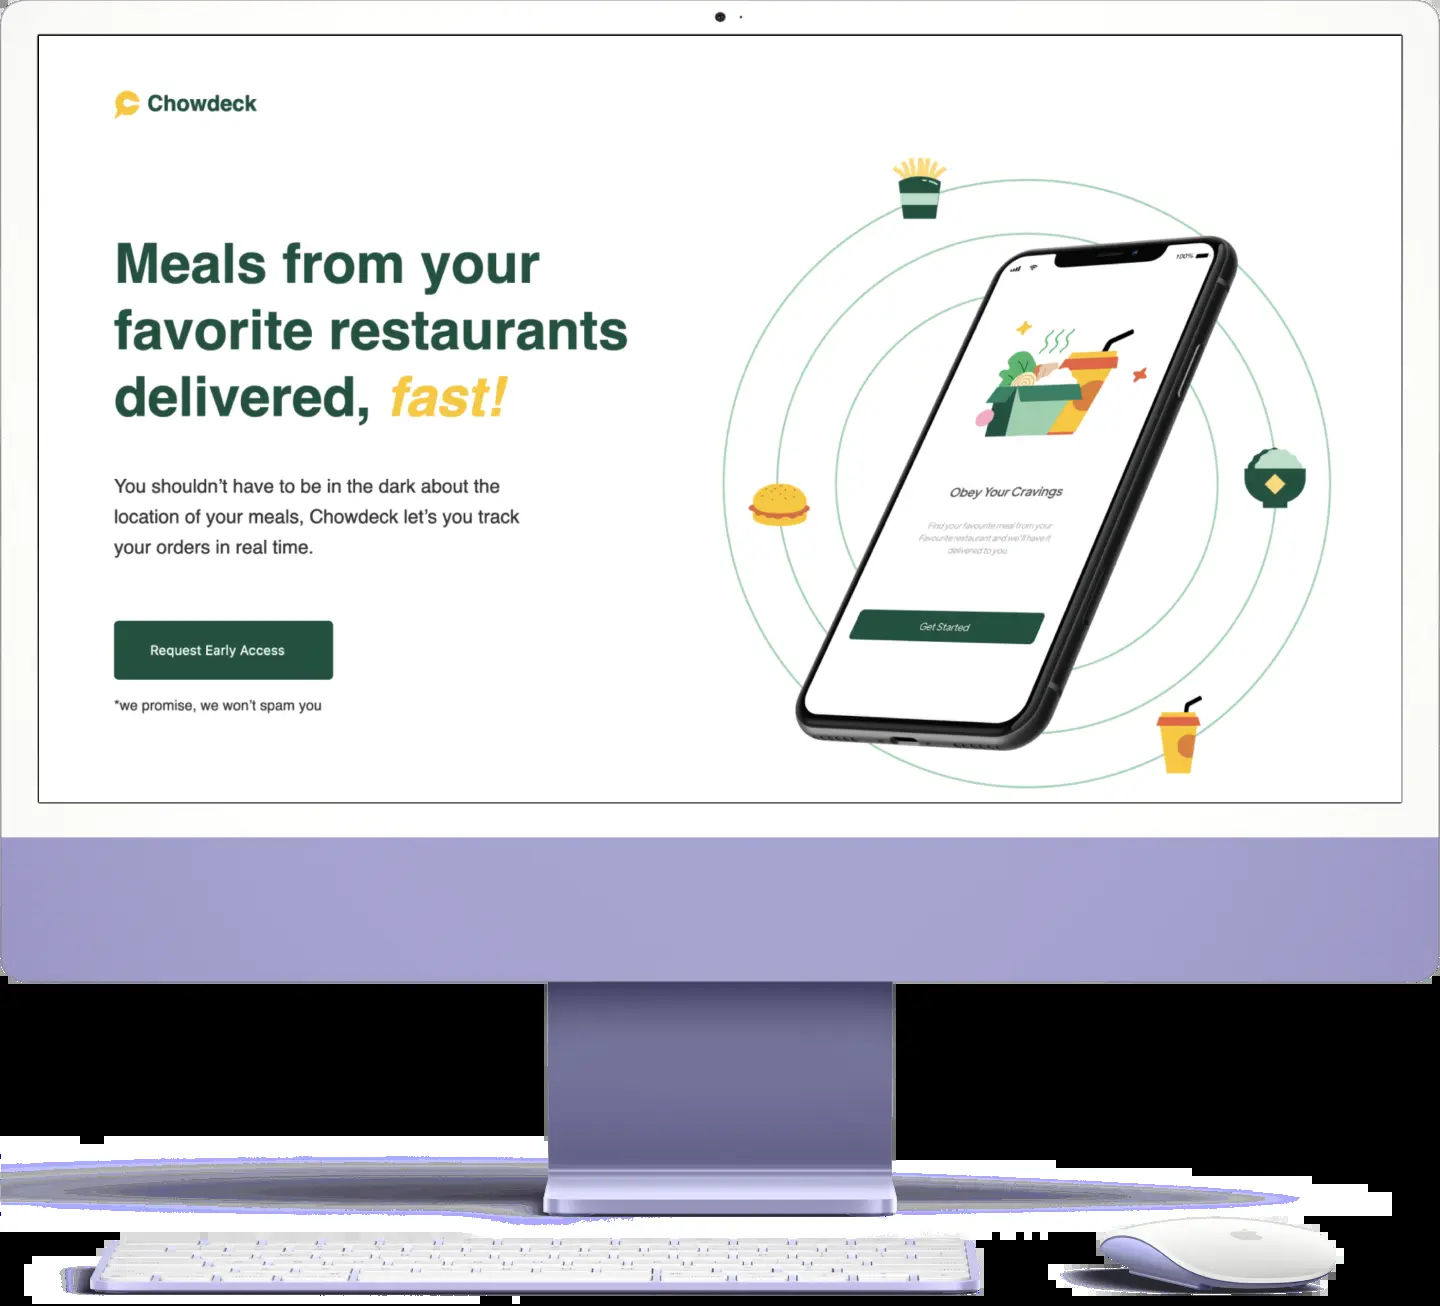 Chowdeck
Meals from your
favorite restaurants
delivered, fast!
You shouldn't have to be in the dark about the
location of your meals, Chowdeck let's you track
your orders in real time.
Request Early Access
*we promise, we won't spam you
100%
Obey Your Cravings
Find your favourite meal from your
Favourite restaurant and we'll have it
delivered to you.
Get Started